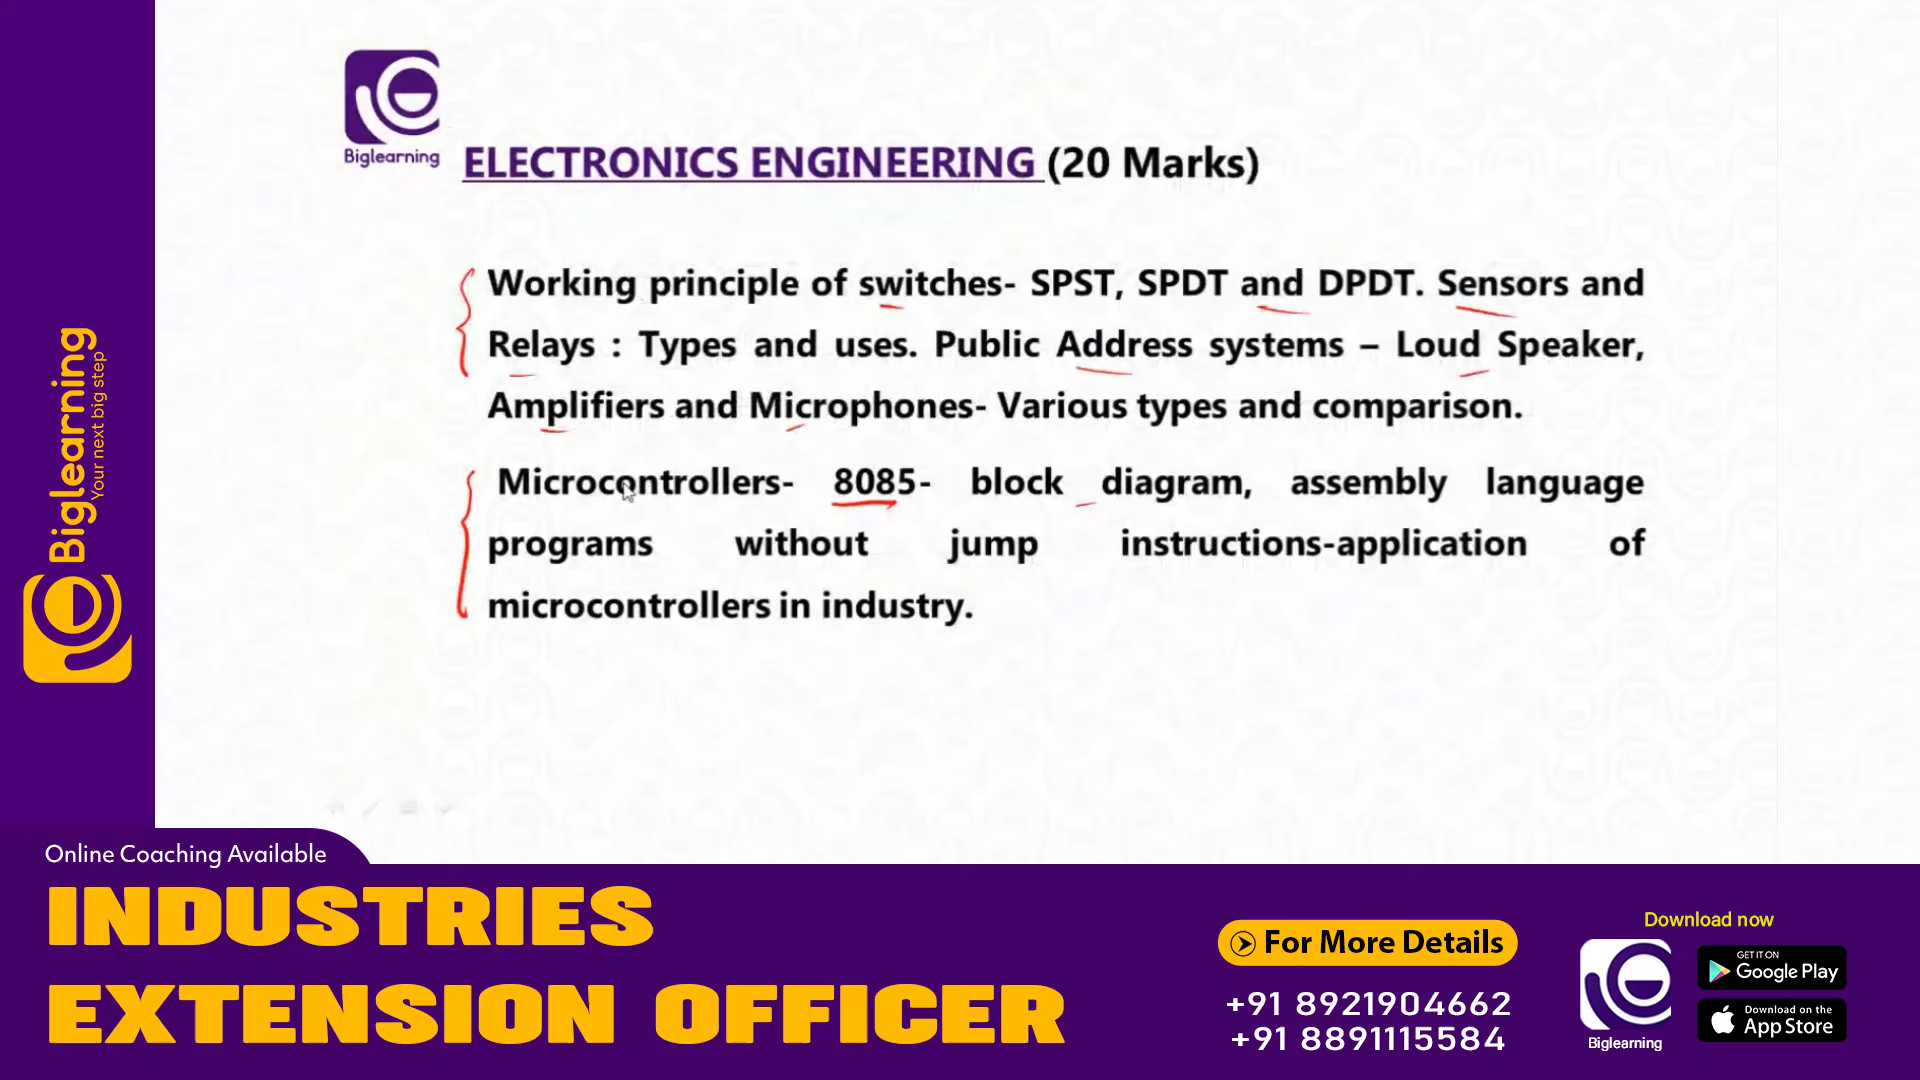 Biglearning
ELECTRONICS ENGINEERING (20 Marks)
Working principle of switches- SPST, SPDT and DPDT. Sensors and
Relays : Types and uses. Public Address systems – Loud Speaker,
Amplifiers and Microphones- Various types and comparison.
Microcontrollers- 8085- block diagram, assembly language
programs without jump instructions-application of
microcontrollers in industry.
Biglearning
Your next big step
Online Coaching Available
INDUSTRIES
EXTENSION OFFICER
For More Details
+91 8921904662
+91 8891115584
Download now
Biglearning
GET IT ON
Google Play
Download on the
App Store